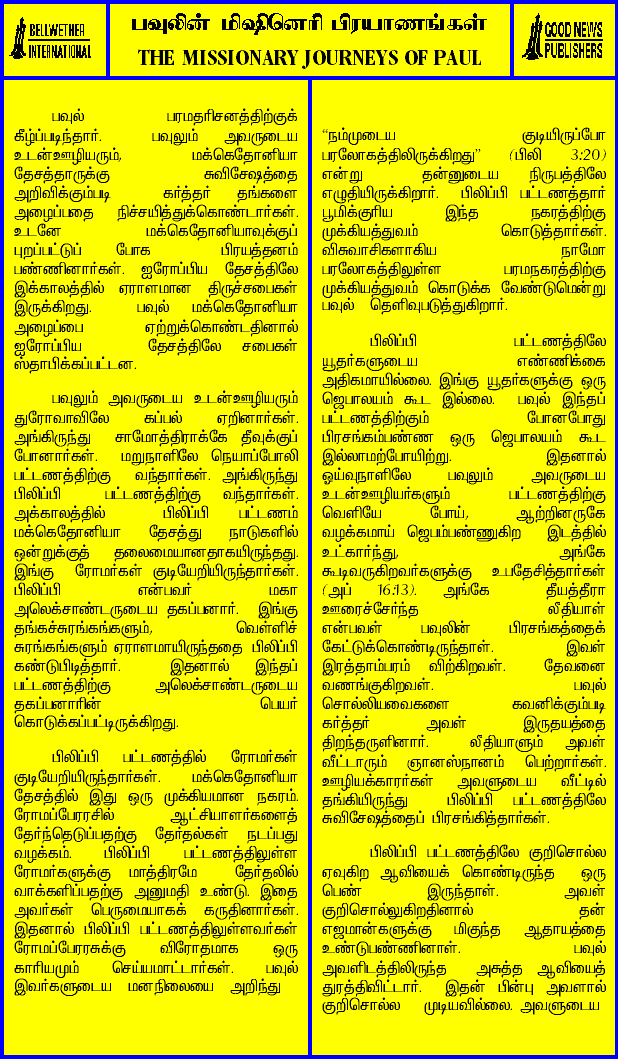 BELLWETHER
INTERNATIONAL
பவுலின் மிஷினெரி பிரயாணங்கள்
THE MISSIONARY JOURNEYS OF PAUL
GOOD NEWS
PUBLISHERS
பவுல் பரமதரிசனத்திற்குக்
கீழ்ப்படிந்தார். பவுலும் அவருடைய
உடன்ஊழியரும், மக்கெதோனியா
தேசத்தாருக்கு சுவிசேஷத்தை
அறிவிக்கும்படி கர்த்தர் தங்களை
அழைப்பதை நிச்சயித்துக்கொண்டார்கள்.
உடனே மக்கெதோனியாவுக்குப்
புறப்பட்டுப் போக பிரயத்தனம்
பண்ணினார்கள். ஐரோப்பிய தேசத்திலே
இக்காலத்தில் ஏராளமான திருச்சபைகள்
இருக்கிறது. பவுல் மக்கெதோனியா
அழைப்பை ஏற்றுக்கொண்டதினால்
ஐரோப்பிய தேசத்திலே சபைகள்
ஸ்தாபிக்கப்பட்டன.
பவுலும் அவருடைய உடன்ஊழியரும்
துரோவாவிலே கப்பல் ஏறினார்கள்.
அங்கிருந்து சாமோத்திராக்கே தீவுக்குப்
போனார்கள். மறுநாளிலே நெயாப்போலி
பட்டணத்திற்கு வந்தார்கள். அங்கிருந்து
பிலிப்பி பட்டணத்திற்கு வந்தார்கள்.
அக்காலத்தில் பிலிப்பி பட்டணம்
மக்கெதோனியா தேசத்து நாடுகளில்
ஒன்றுக்குத் தலைமையானதாகயிருந்தது.
இங்கு ரோமர்கள் குடியேறியிருந்தார்கள்.
பிலிப்பி என்பவர் மகா
அலெக்சாண்டருடைய தகப்பனார். இங்கு
தங்கச்சுரங்கங்களும், வெள்ளிச்
சுரங்கங்களும் ஏராளமாயிருந்ததை பிலிப்பி
கண்டுபிடித்தார். இதனால் இந்தப்
பட்டணத்திற்கு அலெக்சாண்டருடைய
தகப்பனாரின் பெயர்
கொடுக்கப்பட்டிருக்கிறது.
பிலிப்பி பட்டணத்தில் ரோமர்கள்
குடியேறியிருந்தார்கள். மக்கெதோனியா
தேசத்தில் இது ஒரு முக்கியமான நகரம்.
ரோமப்பேரரசில் ஆட்சியாளர்களைத்
தேர்ந்தெடுப்பதற்கு தேர்தல்கள் நடப்பது
வழக்கம். பிலிப்பி பட்டணத்திலுள்ள
ரோமர்களுக்கு மாத்திரமே தேர்தலில்
வாக்களிப்பதற்கு அனுமதி உண்டு. இதை
அவர்கள் பெருமையாகக் கருதினார்கள்.
இதனால் பிலிப்பி பட்டணத்திலுள்ளவர்கள்
ரோமப்பேரரசுக்கு விரோதமாக ஒரு
காரியமும் செய்யமாட்டார்கள். பவுல்
இவர்களுடைய மனநிலையை அறிந்து
“நம்முடைய குடியிருப்போ
பரலோகத்திலிருக்கிறது” (பிலி 3:20)
என்று தன்னுடைய நிருபத்திலே
எழுதியிருக்கிறார். பிலிப்பி பட்டணத்தார்
பூமிக்குரிய இந்த நகரத்திற்கு
முக்கியத்துவம் கொடுத்தார்கள்.
விசுவாசிகளாகிய நாமோ
பரலோகத்திலுள்ள பரமநகரத்திற்கு
முக்கியத்துவம் கொடுக்க வேண்டுமென்று
பவுல் தெளிவுபடுத்துகிறார்.
பிலிப்பி பட்டணத்திலே
யூதர்களுடைய எண்ணிக்கை
அதிகமாயில்லை. இங்கு யூதர்களுக்கு ஒரு
ஜெபாலயம் கூட இல்லை. பவுல் இந்தப்
பட்டணத்திற்கும் போனபோது
பிரசங்கம்பண்ண ஒரு ஜெபாலயம் கூட
இல்லாமற்போயிற்று. இதனால்
ஓய்வுநாளிலே பவுலும் அவருடைய
உடன்ஊழியர்களும் பட்டணத்திற்கு
வெளியே போய், ஆற்றினருகே
வழக்கமாய் ஜெபம்பண்ணுகிற இடத்தில்
உட்கார்ந்து, அங்கே
கூடிவருகிறவர்களுக்கு உபதேசித்தார்கள்
(அப் 16:13). அங்கே தீயத்தீரா
ஊரைச்சேர்ந்த லீதியாள்
என்பவள் பவுலின் பிரசங்கத்தைக்
கேட்டுக்கொண்டிருந்தாள். இவள்
இரத்தாம்பரம் விற்கிறவள். தேவனை
வணங்குகிறவள். பவுல்
சொல்லியவைகளை கவனிக்கும்படி
கர்த்தர் அவள் இருதயத்தை
திறந்தருளினார். லீதியாளும் அவள்
வீட்டாரும் ஞானஸ்நானம் பெற்றார்கள்.
ஊழியக்காரர்கள் அவளுடைய வீட்டில்
தங்கியிருந்து பிலிப்பி பட்டணத்திலே
சுவிசேஷத்தைப் பிரசங்கித்தார்கள்.
பிலிப்பி பட்டணத்திலே குறிசொல்ல
ஏவுகிற ஆவியைக் கொண்டிருந்த ஒரு
பெண் இருந்தாள். அவள்
குறிசொல்லுகிறதினால் தன்
எஜமான்களுக்கு மிகுந்த ஆதாயத்தை
உண்டுபண்ணினாள். பவுல்
அவளிடத்திலிருந்த அசுத்த ஆவியைத்
துரத்திவிட்டார். இதன் பின்பு அவளால்
குறிசொல்ல முடியவில்லை. அவளுடைய